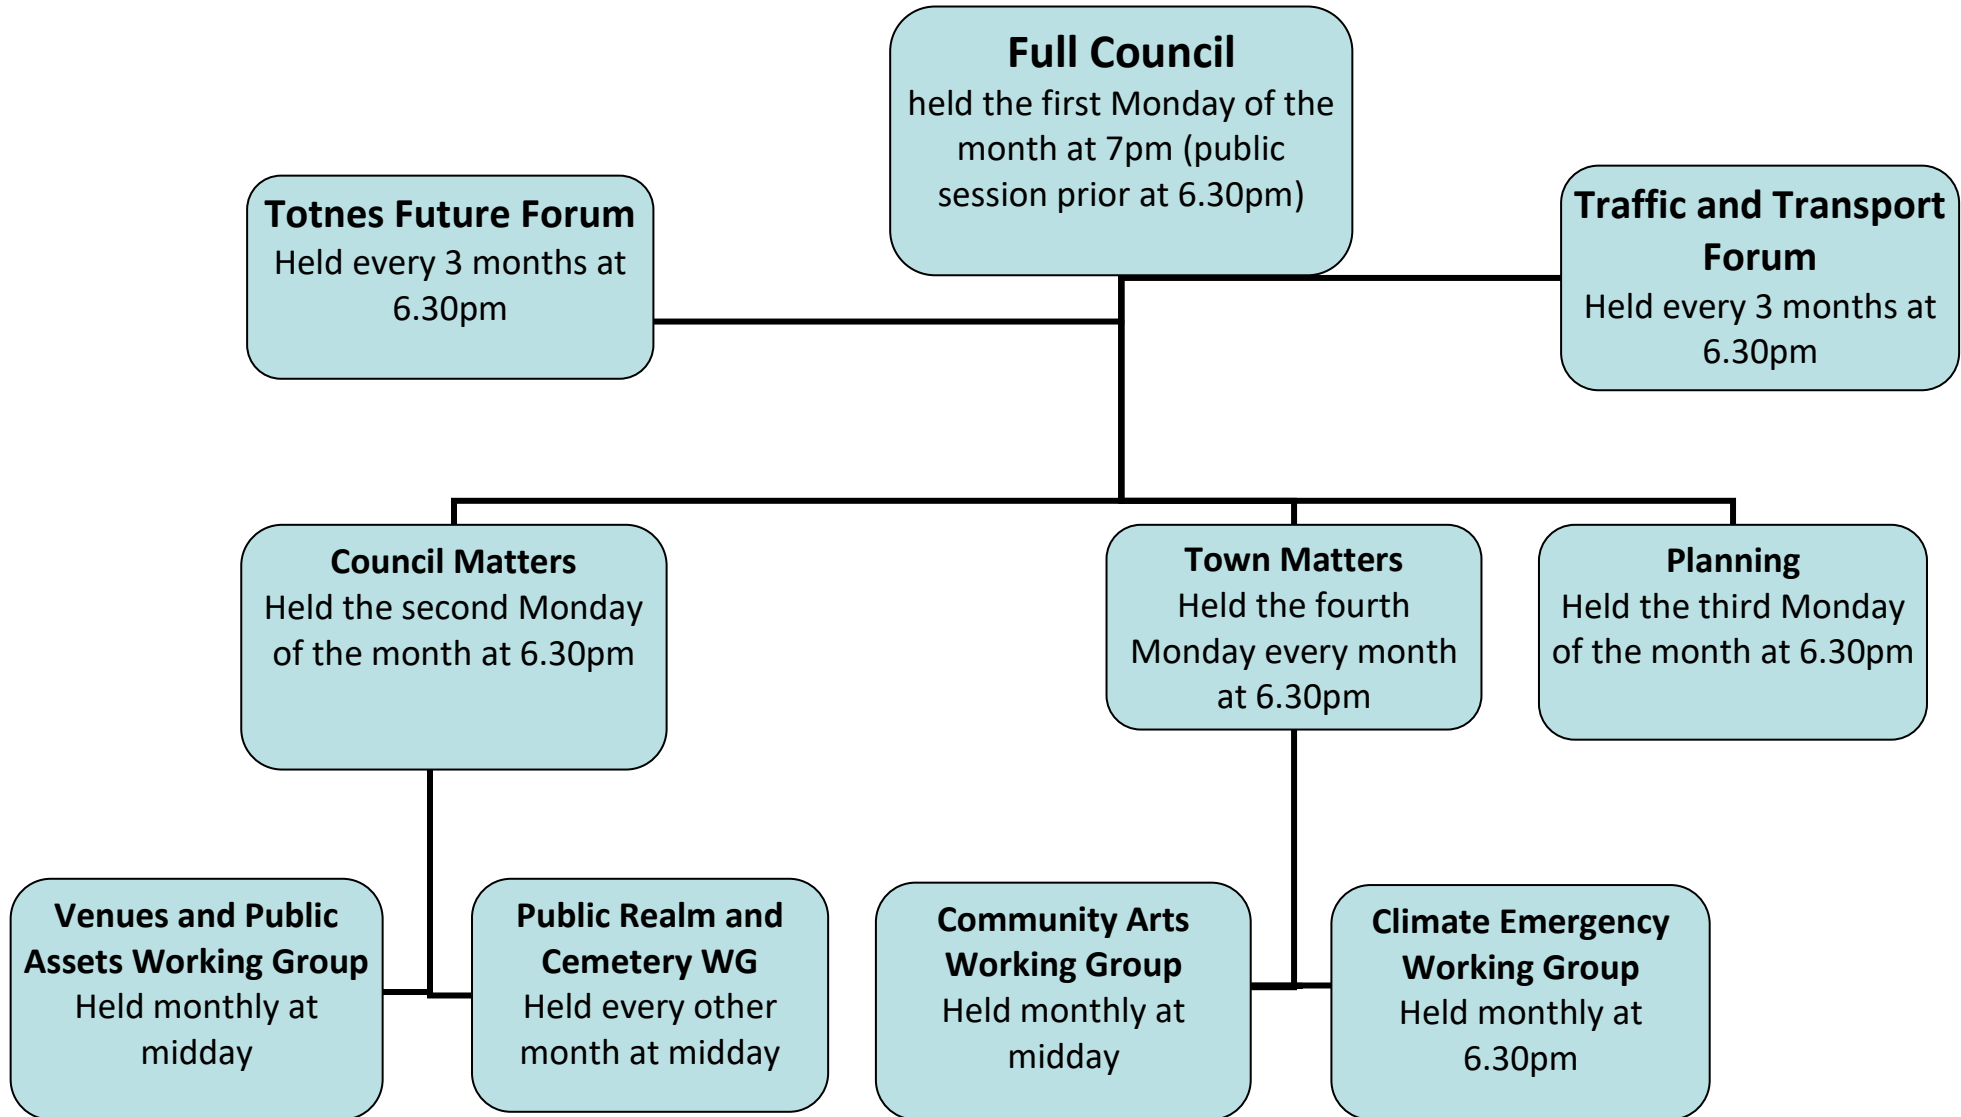 Full Council
held the first Monday of the
month at 7pm (public
session prior at 6.30pm)
Totnes Future Forum
Held every 3 months at
6.30pm
Traffic and Transport
Forum
Held every 3 months at
6.30pm
Council Matters
Held the second Monday
of the month at 6.30pm
Town Matters
Held the fourth
Monday every month
at 6.30pm
Planning
Held the third Monday
of the month at 6.30pm
Venues and Public
Assets Working Group
Held monthly at
midday
Public Realm and
Cemetery WG
Held every other
month at midday
Community Arts
Working Group
Held monthly at
midday
Climate Emergency
Working Group
Held monthly at
6.30pm